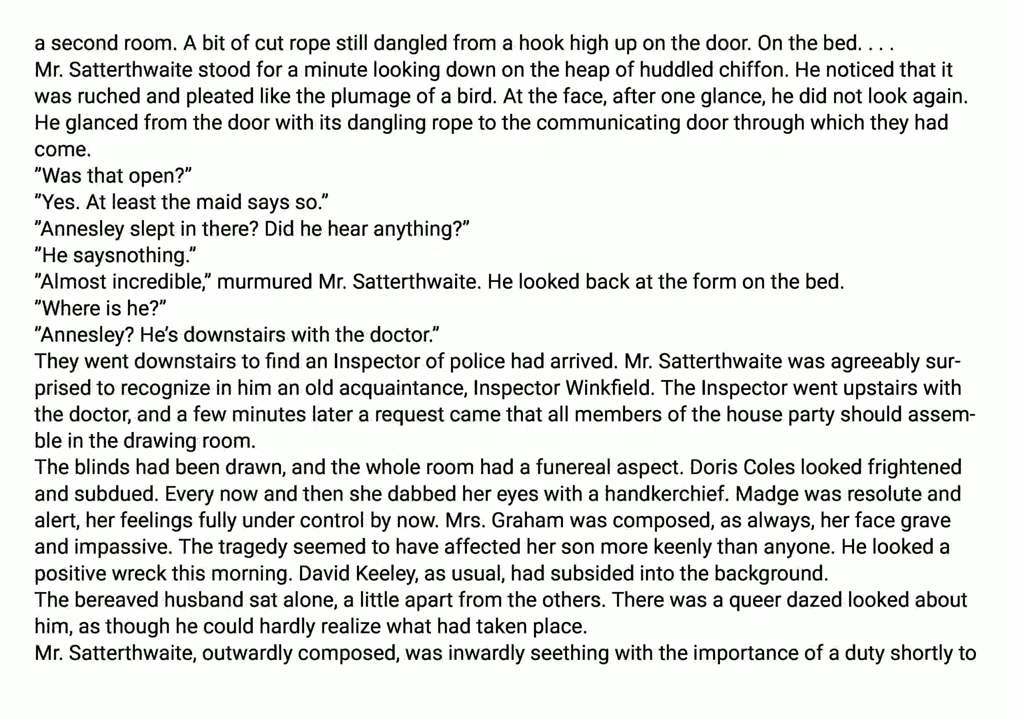 a second room. A bit of cut rope still dangled from a hook high up on the door. On the bed. . . .
Mr. Satterthwaite stood for a minute looking down on the heap of huddled chiffon. He noticed that it
was ruched and pleated like the plumage of a bird. At the face, after one glance, he did not look again.
He glanced from the door with its dangling rope to the communicating door through which they had
come.
”Was that open?”
”Yes. At least the maid says so.”
”Annesley slept in there? Did he hear anything?”
”He saysnothing.”
”Almost incredible,” murmured Mr. Satterthwaite. He looked back at the form on the bed.
”Where is he?”
”Annesley? He’s downstairs with the doctor.”
They went downstairs to find an Inspector of police had arrived. Mr. Satterthwaite was agreeably sur-
prised to recognize in him an old acquaintance, Inspector Winkfield. The Inspector went upstairs with
the doctor, and a few minutes later a request came that all members of the house party should assem-
ble in the drawing room.
The blinds had been drawn, and the whole room had a funereal aspect. Doris Coles looked frightened
and subdued. Every now and then she dabbed her eyes with a handkerchief. Madge was resolute and
alert, her feelings fully under control by now. Mrs. Graham was composed, as always, her face grave
and impassive. The tragedy seemed to have affected her son more keenly than anyone. He looked a
positive wreck this morning. David Keeley, as usual, had subsided into the background.
The bereaved husband sat alone, a little apart from the others. There was a queer dazed looked about
him, as though he could hardly realize what had taken place.
Mr. Satterthwaite, outwardly composed, was inwardly seething with the importance of a duty shortly to